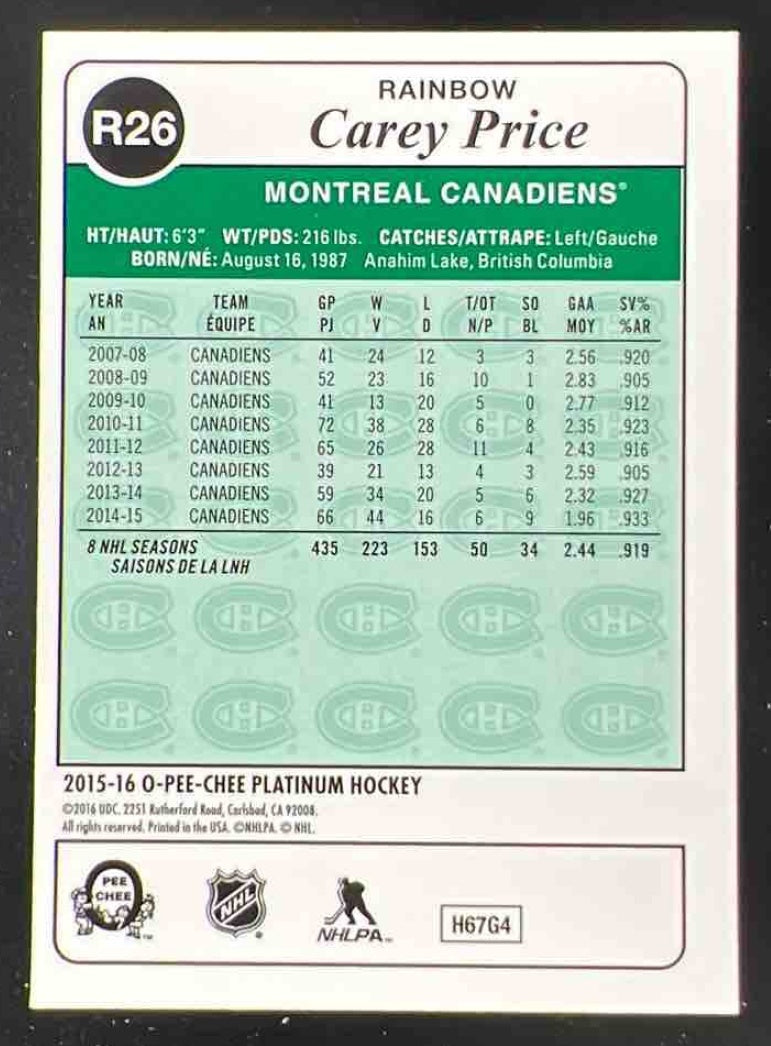 R26
RAINBOW
Carey Price
MONTREAL CANADIENS®
HT/HAUT: 6'3" WT/PDS: 216 lbs. CATCHES/ATTRAPE: Left/Gauche
BORN/NÉ: August 16, 1987 Anahim Lake, British Columbia
YEAR TEAM GP W L T/OT SO GAA SV%
AN ÉQUIPE PJ V D N/P BL MOY %AR
2007-08 CANADIENS 41 24 12 3 3 2.56 .920
2008-09 CANADIENS 52 23 16 10 1 2.83 .905
2009-10 CANADIENS 41 13 20 5 0 2.77 .912
2010-11 CANADIENS 72 38 28 6 8 2.35 .923
2011-12 CANADIENS 65 26 28 11 4 2.43 .916
2012-13 CANADIENS 39 21 13 4 3 2.59 .905
2013-14 CANADIENS 59 34 20 5 6 2.32 .927
2014-15 CANADIENS 66 44 16 6 9 1.96 .933
8 NHL SEASONS 435 223 153 50 34 2.44 .919
SAISONS DE LA LNH
2015-16 O-PEE-CHEE PLATINUM HOCKEY
©2016 UDC. 2251 Rutherford Road, Carlsbad, CA 92008.
All rights reserved. Printed in the USA. ©NHLPA. © NHL.
O PEE CHEE ™
NHL ®
NHLPA™
H67G4